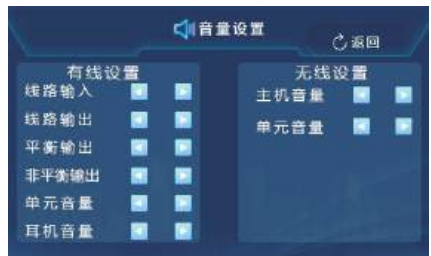 音量设置
返回
有线设置
线路输入
线路输出
平衡输出
非平衡输出
单元音量
耳机音量
无线设置
主机音量
单元音量